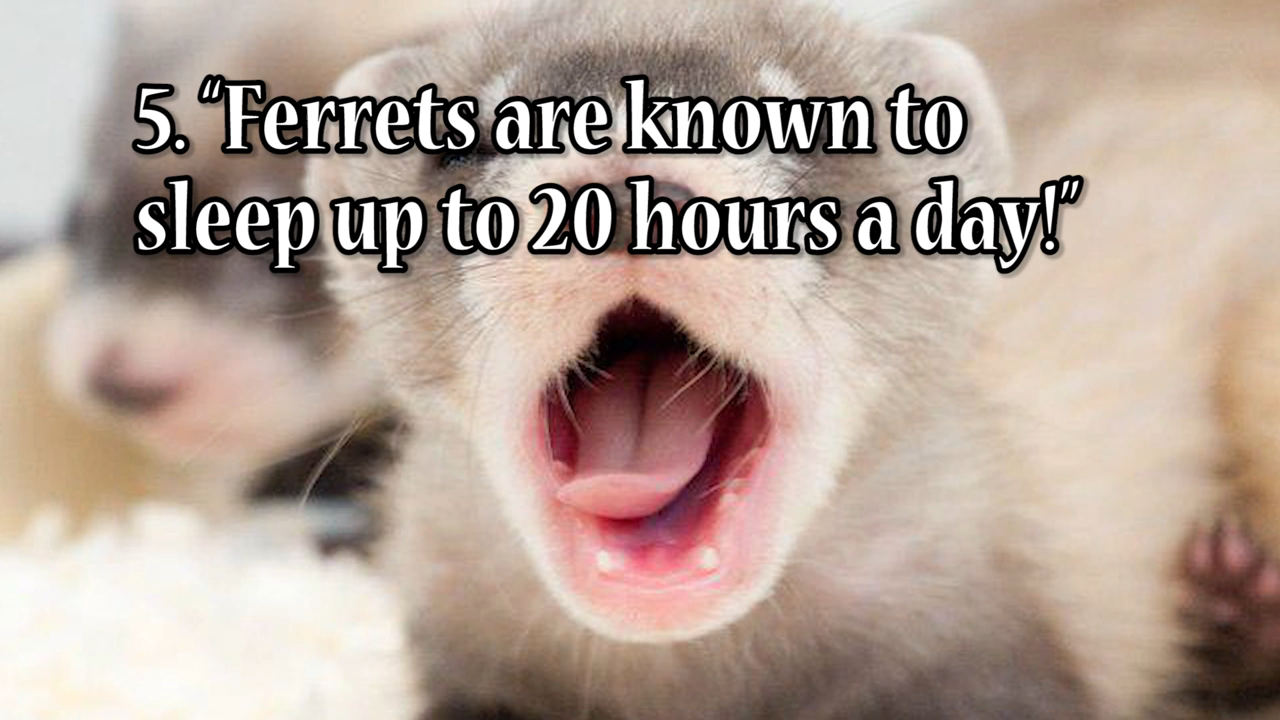 5. “Ferrets are known to
sleep up to 20 hours a day!”